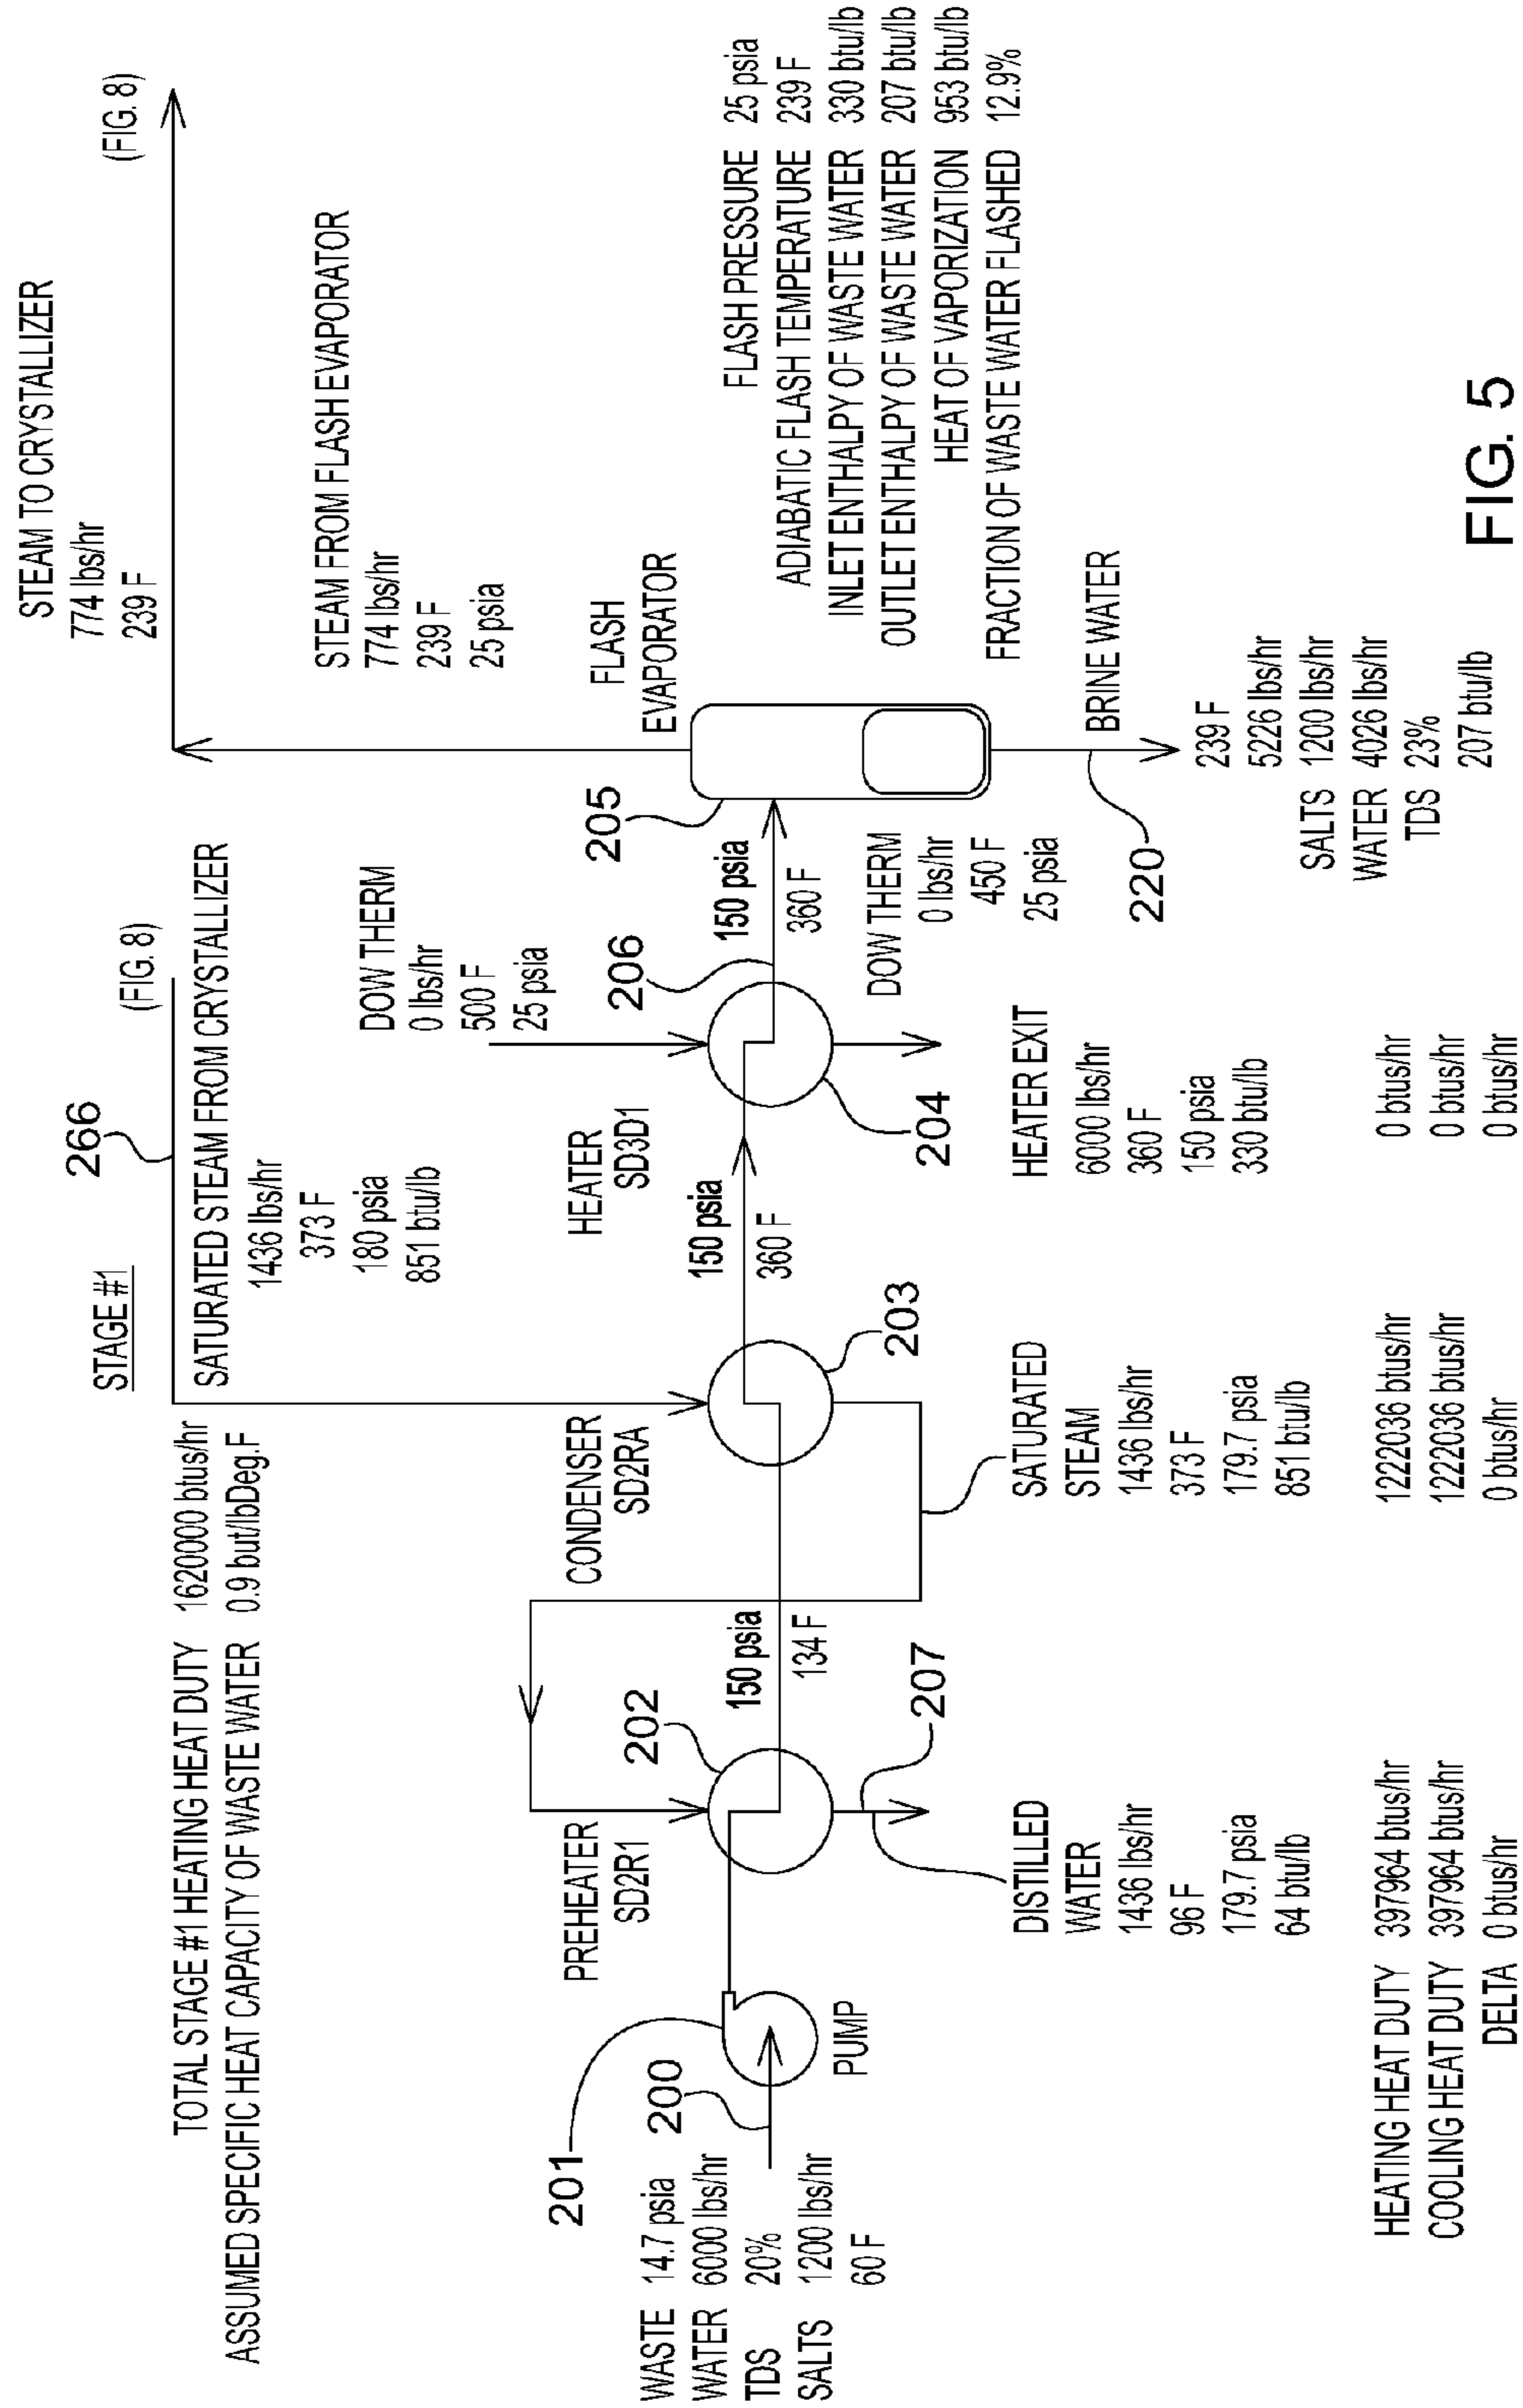 STAGE #1
TOTAL STAGE #1 HEATING HEAT DUTY 1620000 btus/hr
ASSUMED SPECIFIC HEAT CAPACITY OF WASTE WATER 0.9 but/lbDeg.F
266
(FIG. 8)
SATURATED STEAM FROM CRYSTALLIZER
1436 lbs/hr
373 F
180 psia
851 btu/lb
STEAM TO CRYSTALLIZER
774 lbs/hr
239 F
(FIG. 8)
STEAM FROM FLASH EVAPORATOR
774 lbs/hr
239 F
25 psia
DOW THERM
0 lbs/hr
500 F
25 psia
WASTE 14.7 psia
WATER 6000 lbs/hr
TDS 20%
SALTS 1200 lbs/hr
60 F
200
201
PUMP
PREHEATER
SD2R1
202
150 psia
134 F
207
CONDENSER
SD2RA
203
150 psia
360 F
HEATER
SD3D1
204
206
150 psia
360 F
205
FLASH
EVAPORATOR
DOW THERM
0 lbs/hr
450 F
25 psia
FLASH PRESSURE 25 psia
ADIABATIC FLASH TEMPERATURE 239 F
INLET ENTHALPY OF WASTE WATER 330 btu/lb
OUTLET ENTHALPY OF WASTE WATER 207 btu/lb
HEAT OF VAPORIZATION 953 btu/lb
FRACTION OF WASTE WATER FLASHED 12.9%
220
BRINE WATER
239 F
5226 lbs/hr
SALTS 1200 lbs/hr
WATER 4026 lbs/hr
TDS 23%
207 btu/lb
DISTILLED
WATER
1436 lbs/hr
96 F
179.7 psia
64 btu/lb
SATURATED
STEAM
1436 lbs/hr
373 F
179.7 psia
851 btu/lb
HEATER EXIT
6000 lbs/hr
360 F
150 psia
330 btu/lb
HEATING HEAT DUTY 397964 btus/hr 1222036 btus/hr 0 btus/hr
COOLING HEAT DUTY 397964 btus/hr 1222036 btus/hr 0 btus/hr
DELTA 0 btus/hr 0 btus/hr 0 btus/hr
FIG. 5